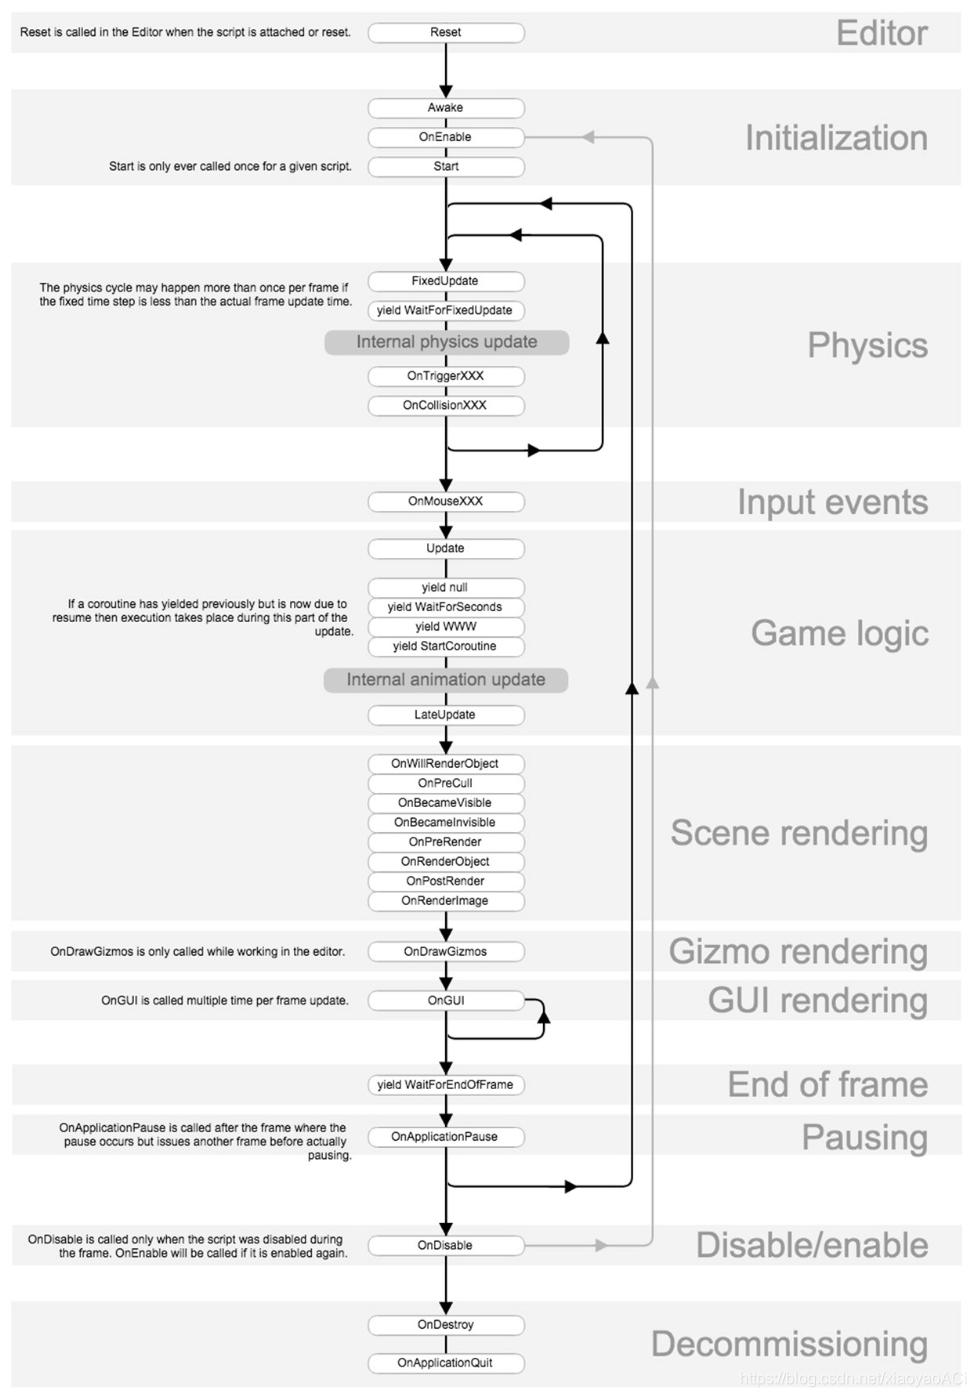 Reset is called in the Editor when the script is attached or reset.
Reset
Editor
Awake
OnEnable
Initialization
Start is only ever called once for a given script.
Start
FixedUpdate
The physics cycle may happen more than once per frame if
the fixed time step is less than the actual frame update time.
yield WaitForFixedUpdate
Internal physics update
Physics
OnTriggerXXX
OnCollisionXXX
OnMouseXXX
Input events
Update
yield null
If a coroutine has yielded previously but is now due to
resume then execution takes place during this part of the
update.
yield WaitForSeconds
yield WWW
yield StartCoroutine
Game logic
Internal animation update
LateUpdate
OnWillRenderObject
OnPreCull
OnBecameVisible
OnBecameInvisible
OnPreRender
OnRenderObject
OnPostRender
OnRenderImage
Scene rendering
OnDrawGizmos is only called while working in the editor.
OnDrawGizmos
Gizmo rendering
OnGUI is called multiple time per frame update.
OnGUI
GUI rendering
yield WaitForEndOfFrame
End of frame
OnApplicationPause is called after the frame where the
pause occurs but issues another frame before actually
pausing.
OnApplicationPause
Pausing
OnDisable is called only when the script was disabled during
the frame. OnEnable will be called if it is enabled again.
OnDisable
Disable/enable
OnDestroy
Decommissioning
OnApplicationQuit